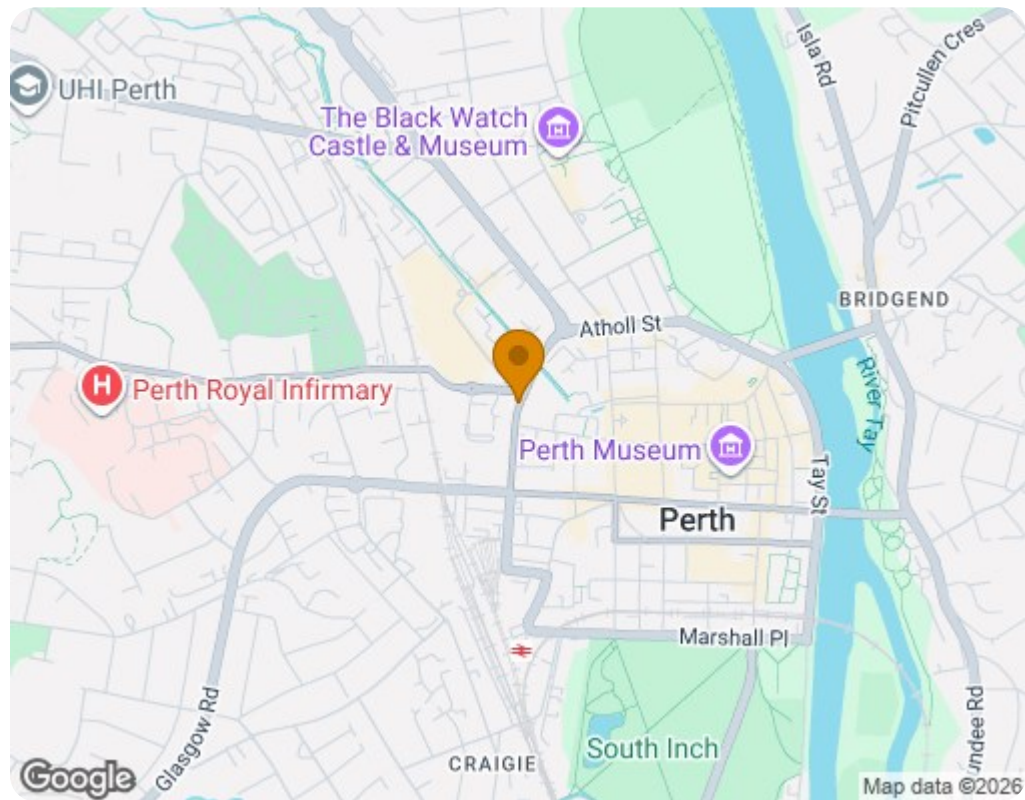 Isla Rd
Pitcullen Cres
UHI Perth
The Black Watch
Castle & Museum
BRIDGEND
Atholl St
H
Perth Royal Infirmary
River Tay
Perth Museum
Tay St
Perth
Marshall Pl
Glasgow Rd
South Inch
undee Rd
CRAIGIE
Google
Map data ©2026